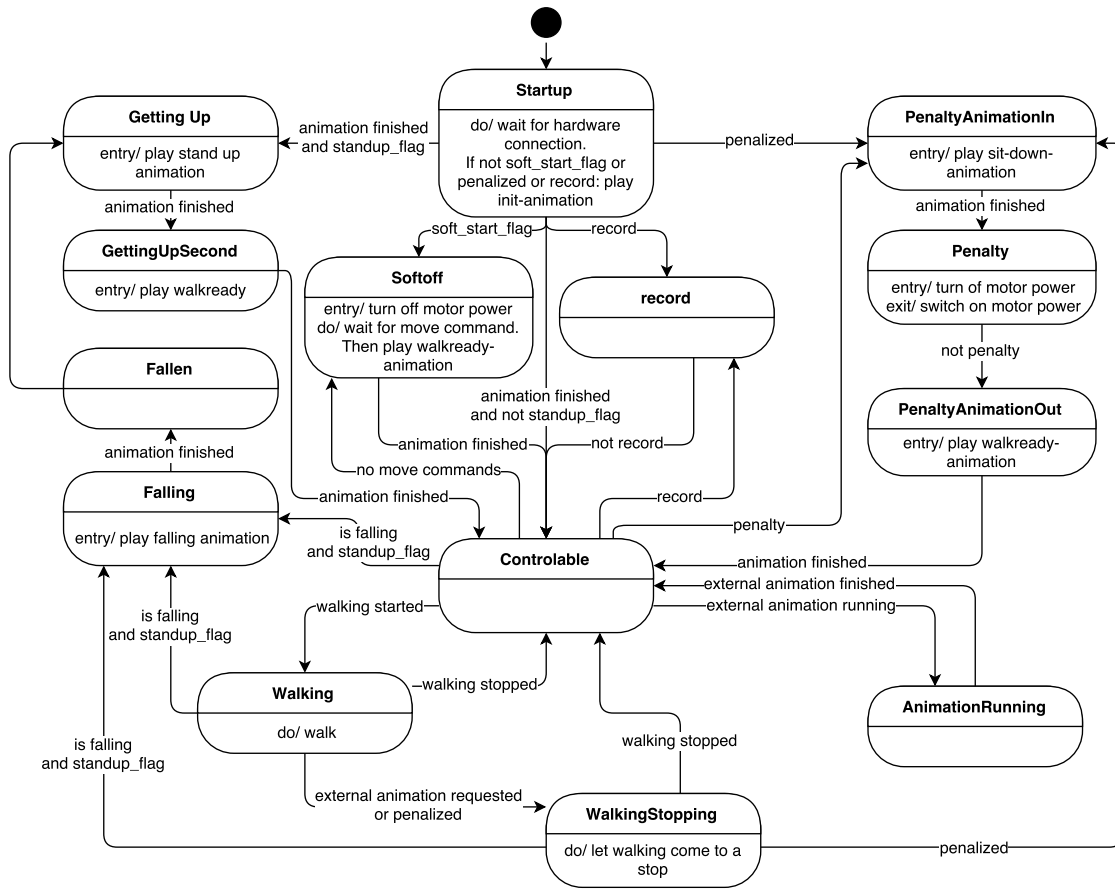 Startup
do/ wait for hardware
connection.
If not soft_start_flag or
penalized or record: play
init-animation
Getting Up
entry/ play stand up
animation
animation finished
and standup_flag
penalized
PenaltyAnimationIn
entry/ play sit-down-
animation
animation finished
animation finished
GettingUpSecond
entry/ play walkready
soft_start_flag
record
Softoff
entry/ turn off motor power
do/ wait for move command.
Then play walkready-
animation
record
Penalty
entry/ turn of motor power
exit/ switch on motor power
not penalty
Fallen
animation finished
and not standup_flag
PenaltyAnimationOut
entry/ play walkready-
animation
animation finished
not record
animation finished
no move commands
Falling
entry/ play falling animation
animation finished
record
is falling
and standup_flag
penalty
Controlable
animation finished
external animation finished
external animation running
walking started
is falling
and standup_flag
walking stopped
Walking
do/ walk
AnimationRunning
is falling
and standup_flag
walking stopped
external animation requested
or penalized
WalkingStopping
do/ let walking come to a
stop
penalized